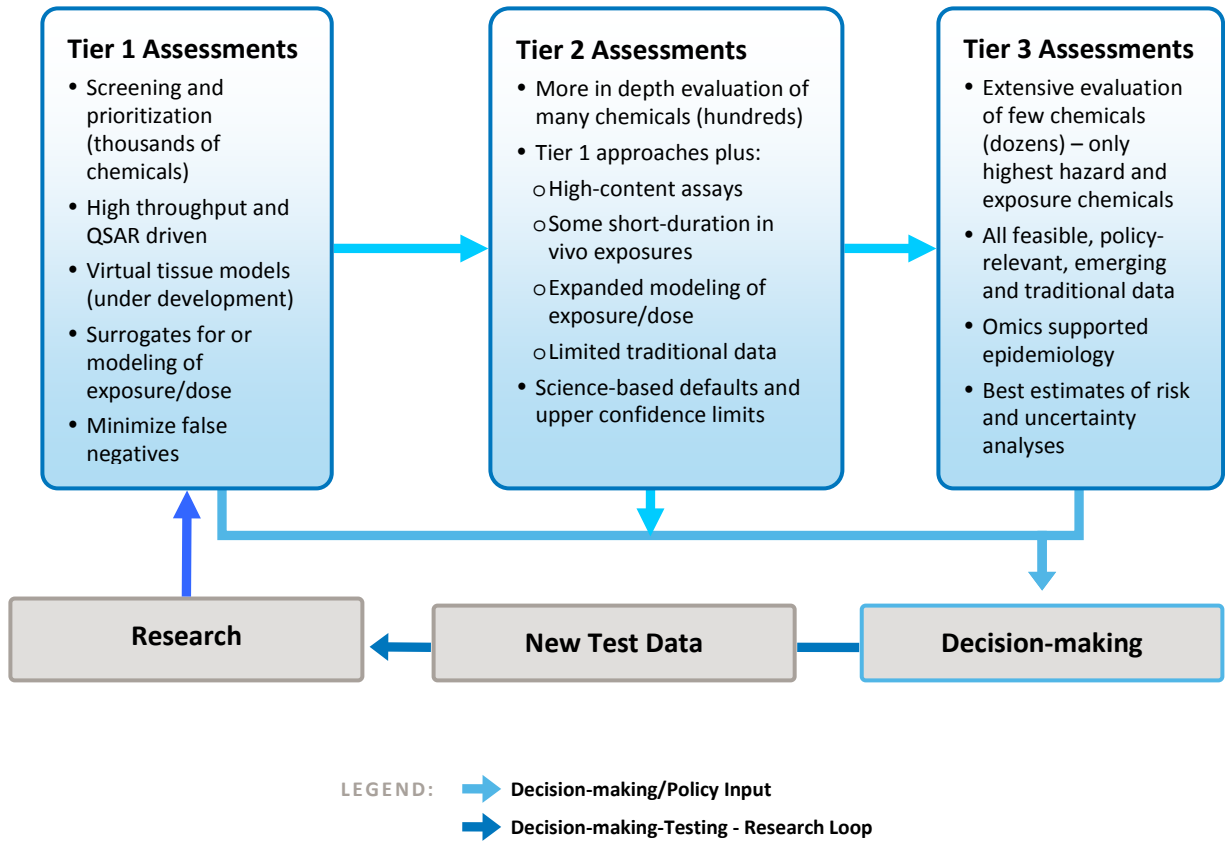 Tier 1 Assessments
• Screening and
prioritization
(thousands of
chemicals)
• High throughput and
QSAR driven
• Virtual tissue models
(under development)
• Surrogates for or
modeling of
exposure/dose
• Minimize false
negatives
Tier 2 Assessments
• More in depth evaluation of
many chemicals (hundreds)
• Tier 1 approaches plus:
o High-content assays
o Some short-duration in
vivo exposures
o Expanded modeling of
exposure/dose
o Limited traditional data
• Science-based defaults and
upper confidence limits
Tier 3 Assessments
• Extensive evaluation
of few chemicals
(dozens) – only
highest hazard and
exposure chemicals
• All feasible, policy-
relevant, emerging
and traditional data
• Omics supported
epidemiology
• Best estimates of risk
and uncertainty
analyses
Research
New Test Data
Decision-making
LEGEND:
Decision-making/Policy Input
Decision-making-Testing - Research Loop